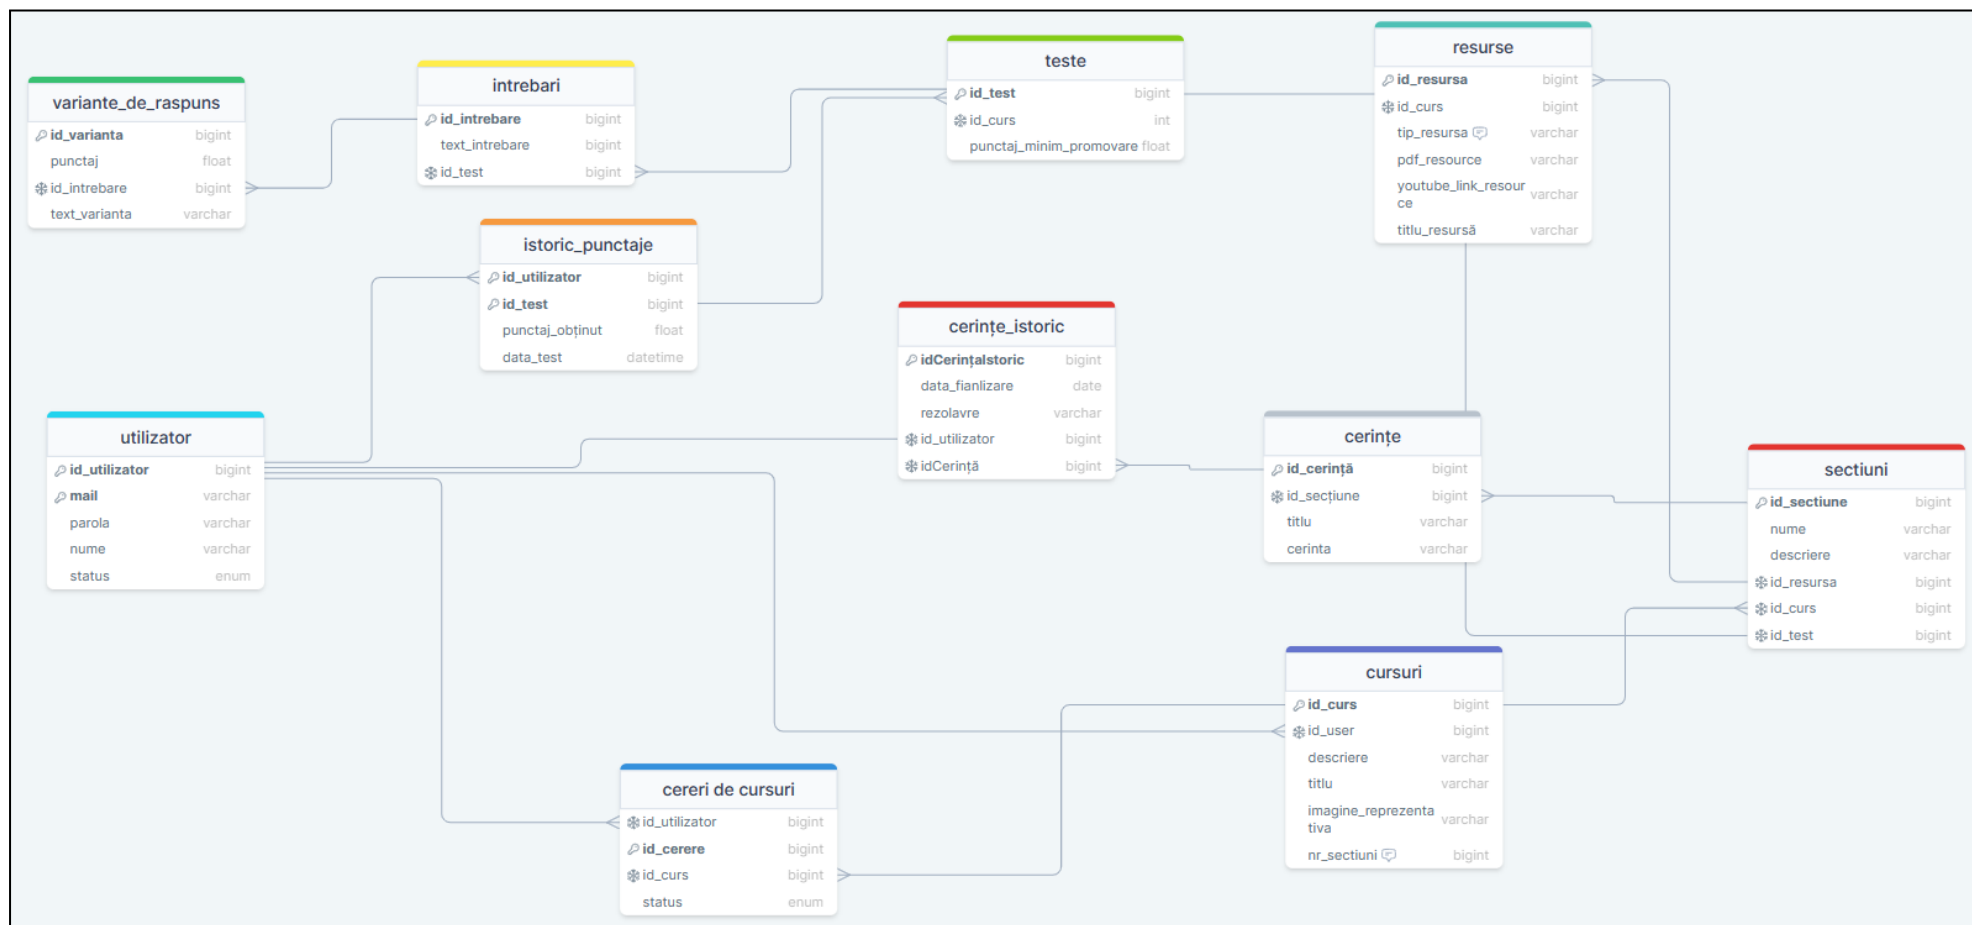 variante_de_raspuns
id_varianta bigint
punctaj float
id_intrebare bigint
text_varianta varchar
intrebari
id_intrebare bigint
text_intrebare bigint
id_test bigint
teste
id_test bigint
id_curs int
punctaj_minim_promovare float
resurse
id_resursa bigint
id_curs bigint
tip_resursa varchar
pdf_resource varchar
youtube_link_resour
ce varchar
titlu_resursă varchar
istoric_punctaje
id_utilizator bigint
id_test bigint
punctaj_obținut float
data_test datetime
cerințe_istoric
idCerințaIstoric bigint
data_fianlizare date
rezolavre varchar
id_utilizator bigint
idCerință bigint
utilizator
id_utilizator bigint
mail varchar
parola varchar
nume varchar
status enum
cerințe
id_cerință bigint
id_secțiune bigint
titlu varchar
cerinta varchar
sectiuni
id_sectiune bigint
nume varchar
descriere varchar
id_resursa bigint
id_curs bigint
id_test bigint
cursuri
id_curs bigint
id_user bigint
descriere varchar
titlu varchar
imagine_reprezenta
tiva varchar
nr_sectiuni bigint
cereri de cursuri
id_utilizator bigint
id_cerere bigint
id_curs bigint
status enum